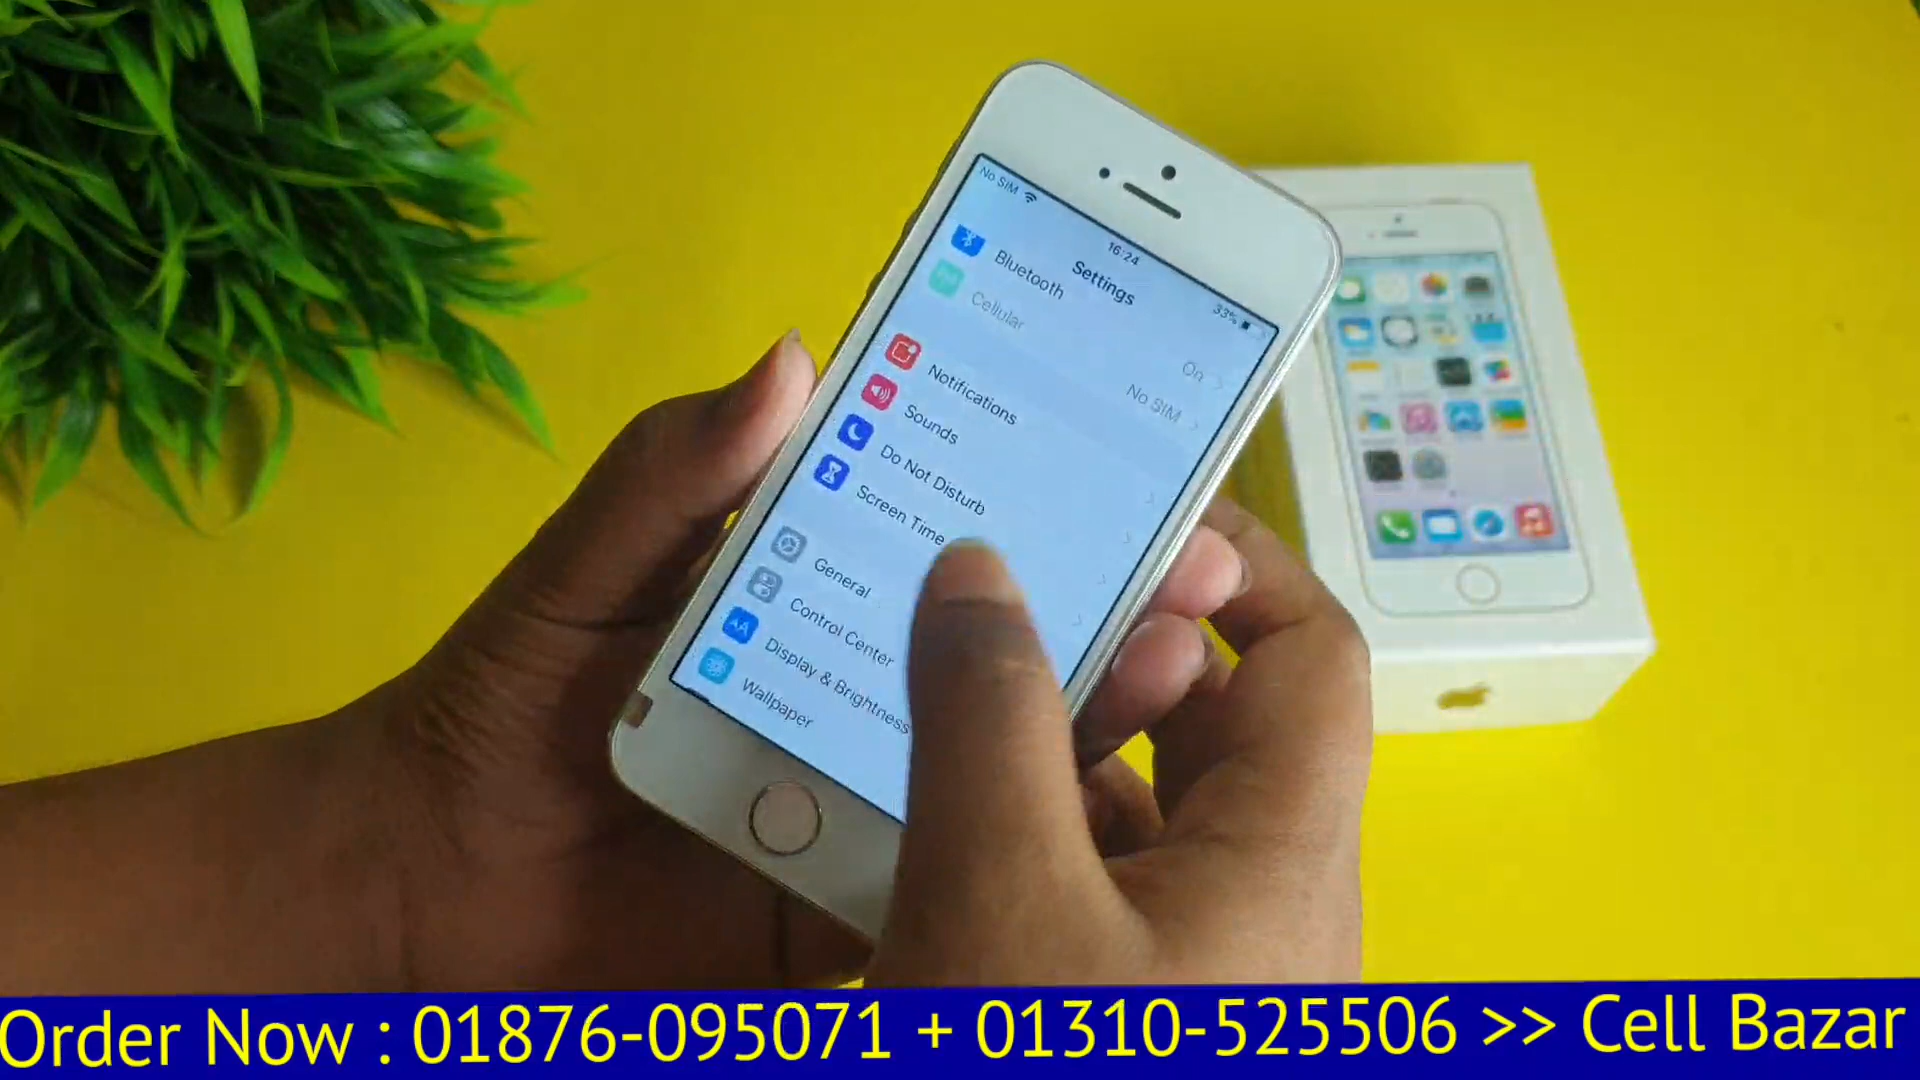 No SIM
16:24
33%
Settings
Bluetooth
On
Cellular
No SIM
Notifications
Sounds
Do Not Disturb
Screen Time
General
Control Center
Display & Brightness
AA
Wallpaper
Order Now : 01876-095071 + 01310-525506 >> Cell Bazar